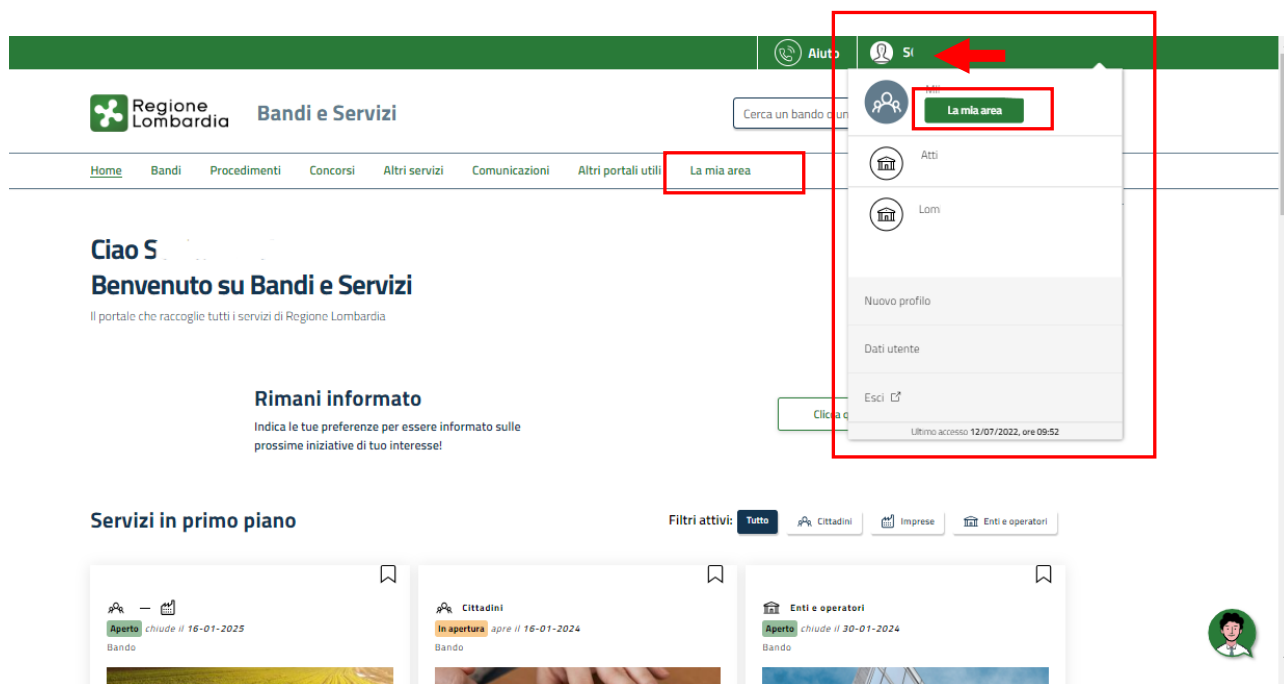 Aiuto
Regione
Lombardia
Bandi e Servizi
Cerca un bando o un
La mia area
Home Bandi Procedimenti Concorsi Altri servizi Comunicazioni Altri portali utili La mia area
Atti
Lom
Ciao S
Benvenuto su Bandi e Servizi
Il portale che raccoglie tutti i servizi di Regione Lombardia
Nuovo profilo
Dati utente
Esci
Ultimo accesso 12/07/2022, ore 09:52
Rimani informato
Indica le tue preferenze per essere informato sulle
prossime iniziative di tuo interesse!
Clicca q
Servizi in primo piano
Filtri attivi: Tutto Cittadini Imprese Enti e operatori
Aperto chiude il 16-01-2025
Bando
Cittadini
In apertura apre il 16-01-2024
Bando
Enti e operatori
Aperto chiude il 30-01-2024
Bando